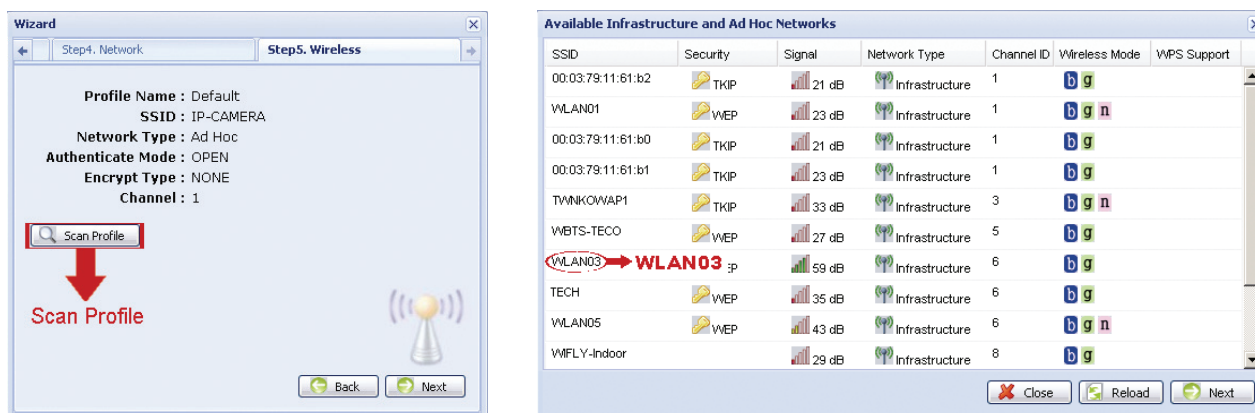 Wizard
Step4. Network
Step5. Wireless
Profile Name : Default
SSID : IP-CAMERA
Network Type : Ad Hoc
Authenticate Mode : OPEN
Encrypt Type : NONE
Channel : 1
Scan Profile
Scan Profile
Back
Next
Available Infrastructure and Ad Hoc Networks
SSID Security Signal Network Type Channel ID Wireless Mode WPS Support
00:03:79:11:61:b2 TKIP 21 dB Infrastructure 1 b g
WLAN01 WEP 23 dB Infrastructure 1 b g n
00:03:79:11:61:b0 TKIP 21 dB Infrastructure 1 b g
00:03:79:11:61:b1 TKIP 23 dB Infrastructure 1 b g
TWNKOWAP1 TKIP 33 dB Infrastructure 3 b g n
WBTS-TECO WEP 27 dB Infrastructure 5 b g
WLAN03 WLAN03 :P 59 dB Infrastructure 6 b g
TECH WEP 35 dB Infrastructure 6 b g
WLAN05 WEP 43 dB Infrastructure 6 b g n
WIFLY-Indoor 29 dB Infrastructure 8 b g
Close Reload Next